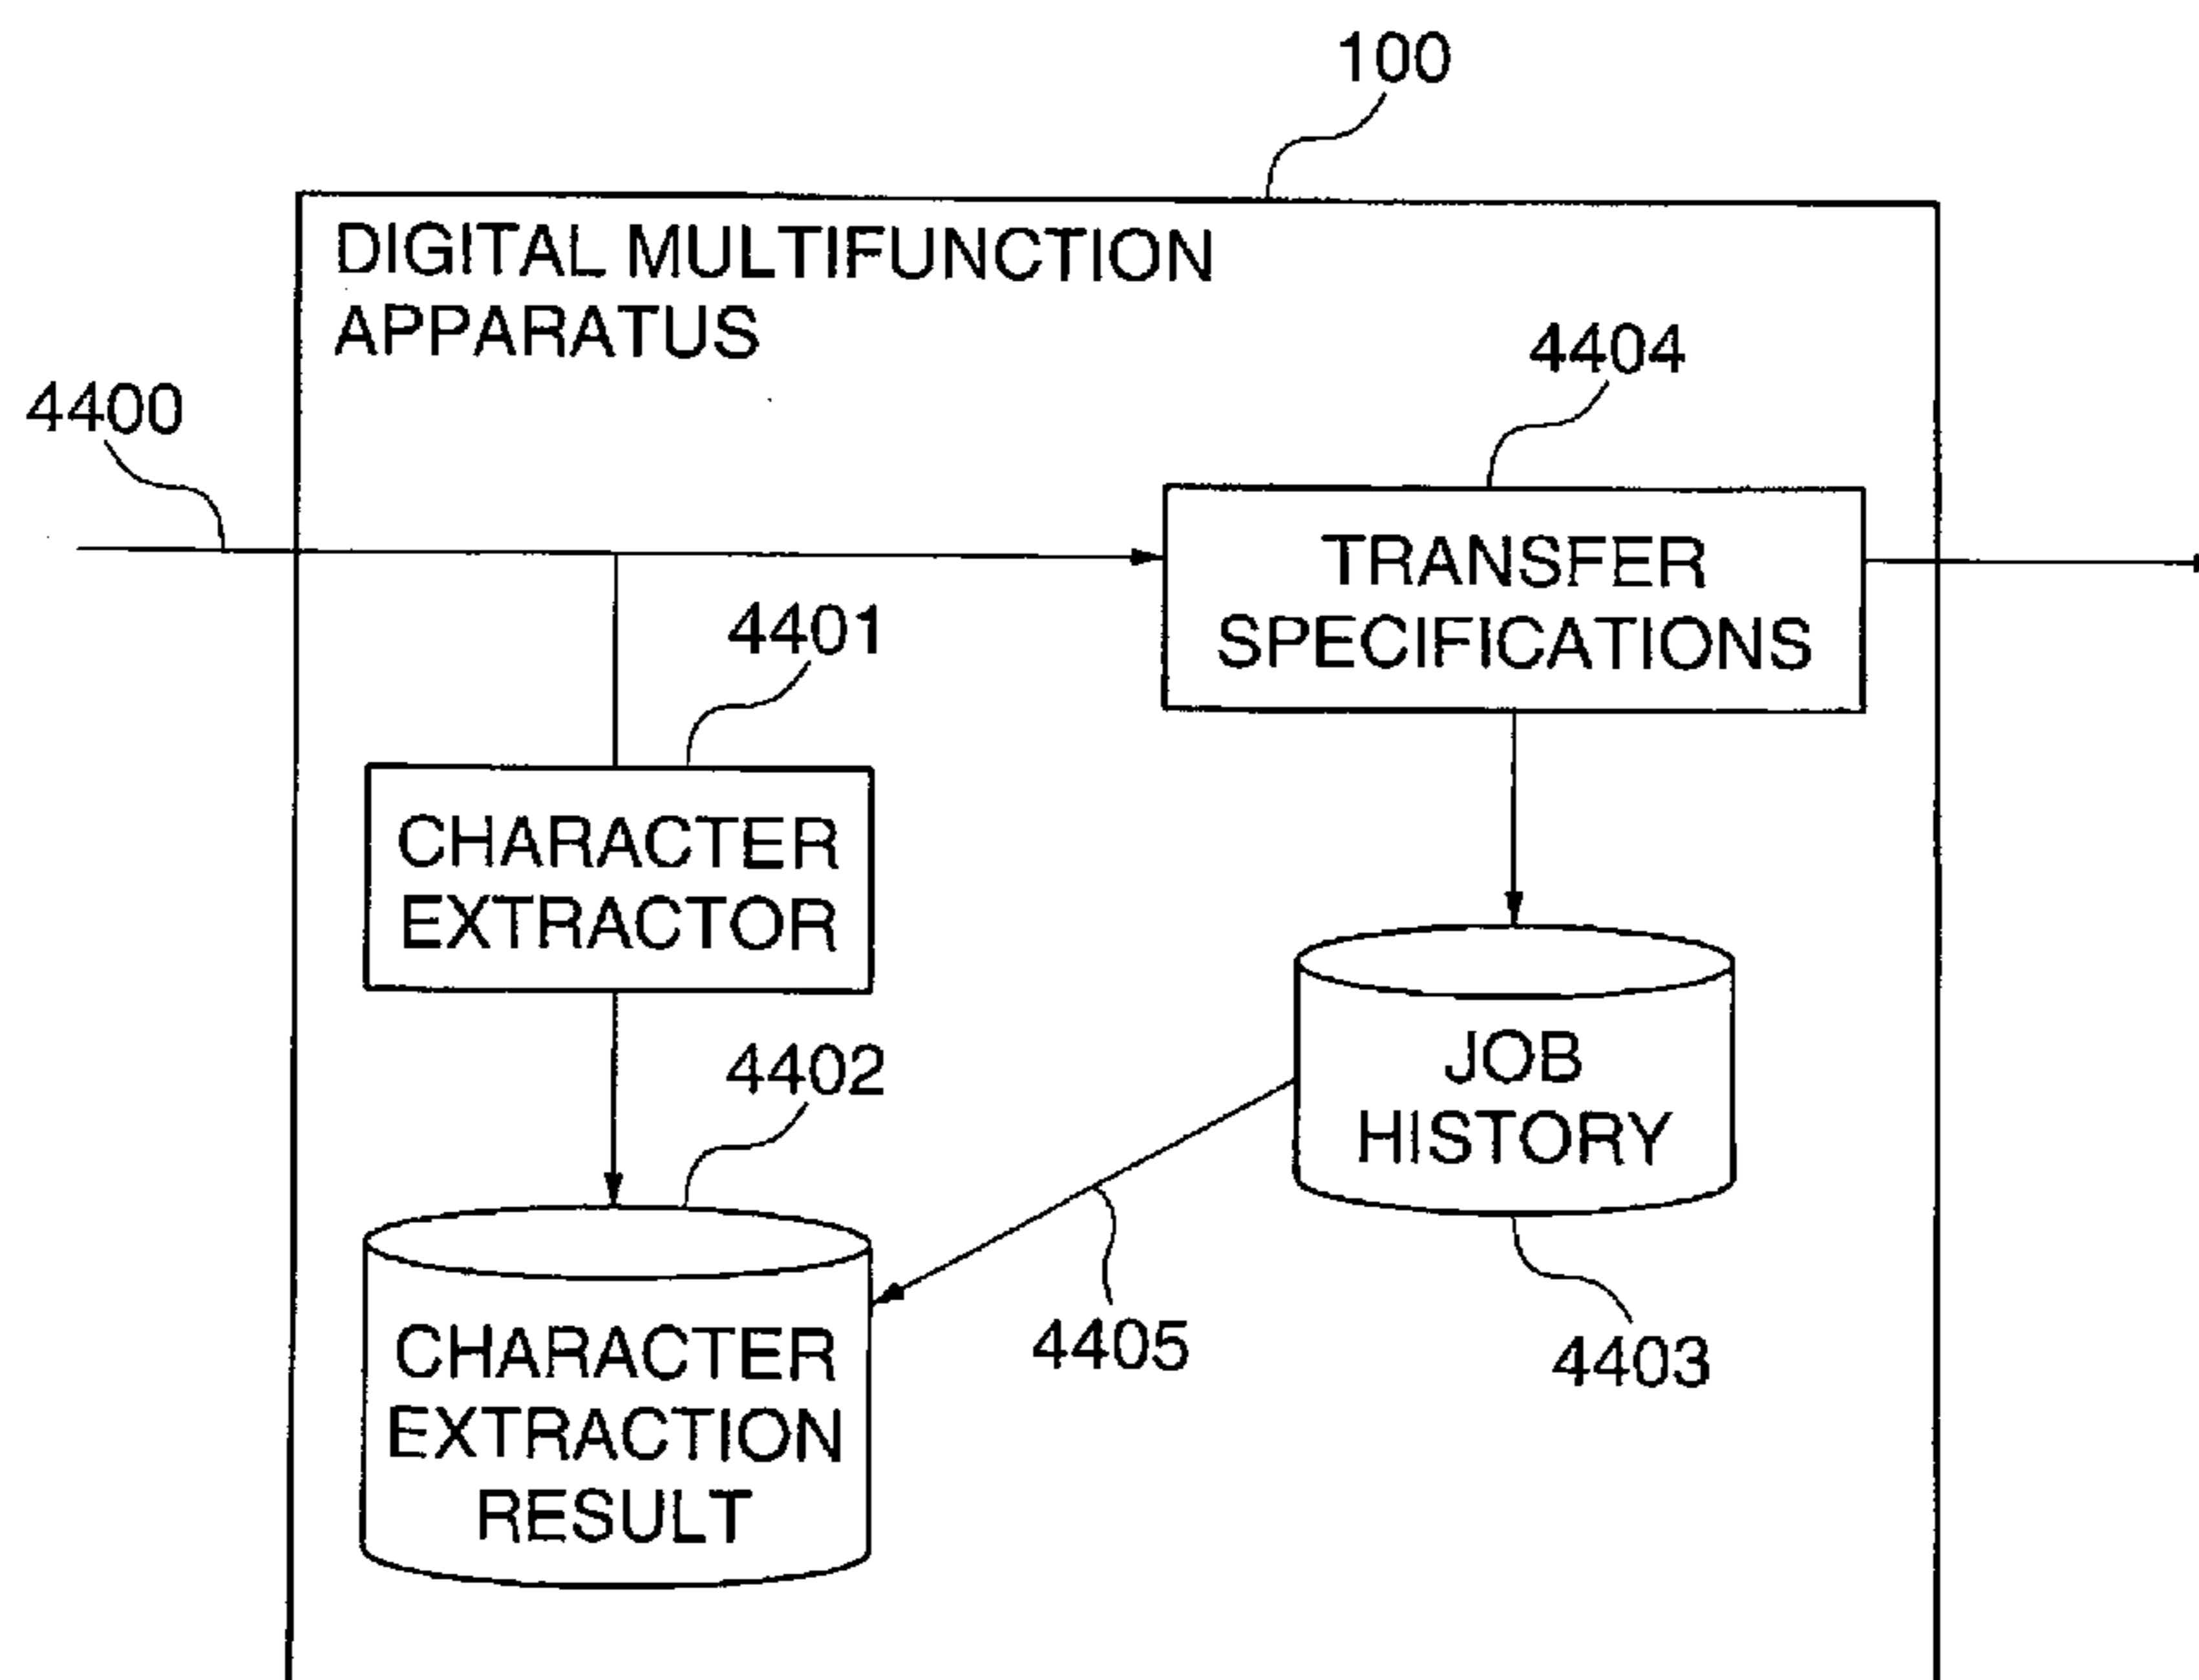 100
DIGITAL MULTIFUNCTION
APPARATUS
4404
4400
TRANSFER
SPECIFICATIONS
4401
CHARACTER
EXTRACTOR
4402
JOB
HISTORY
4405
4403
CHARACTER
EXTRACTION
RESULT